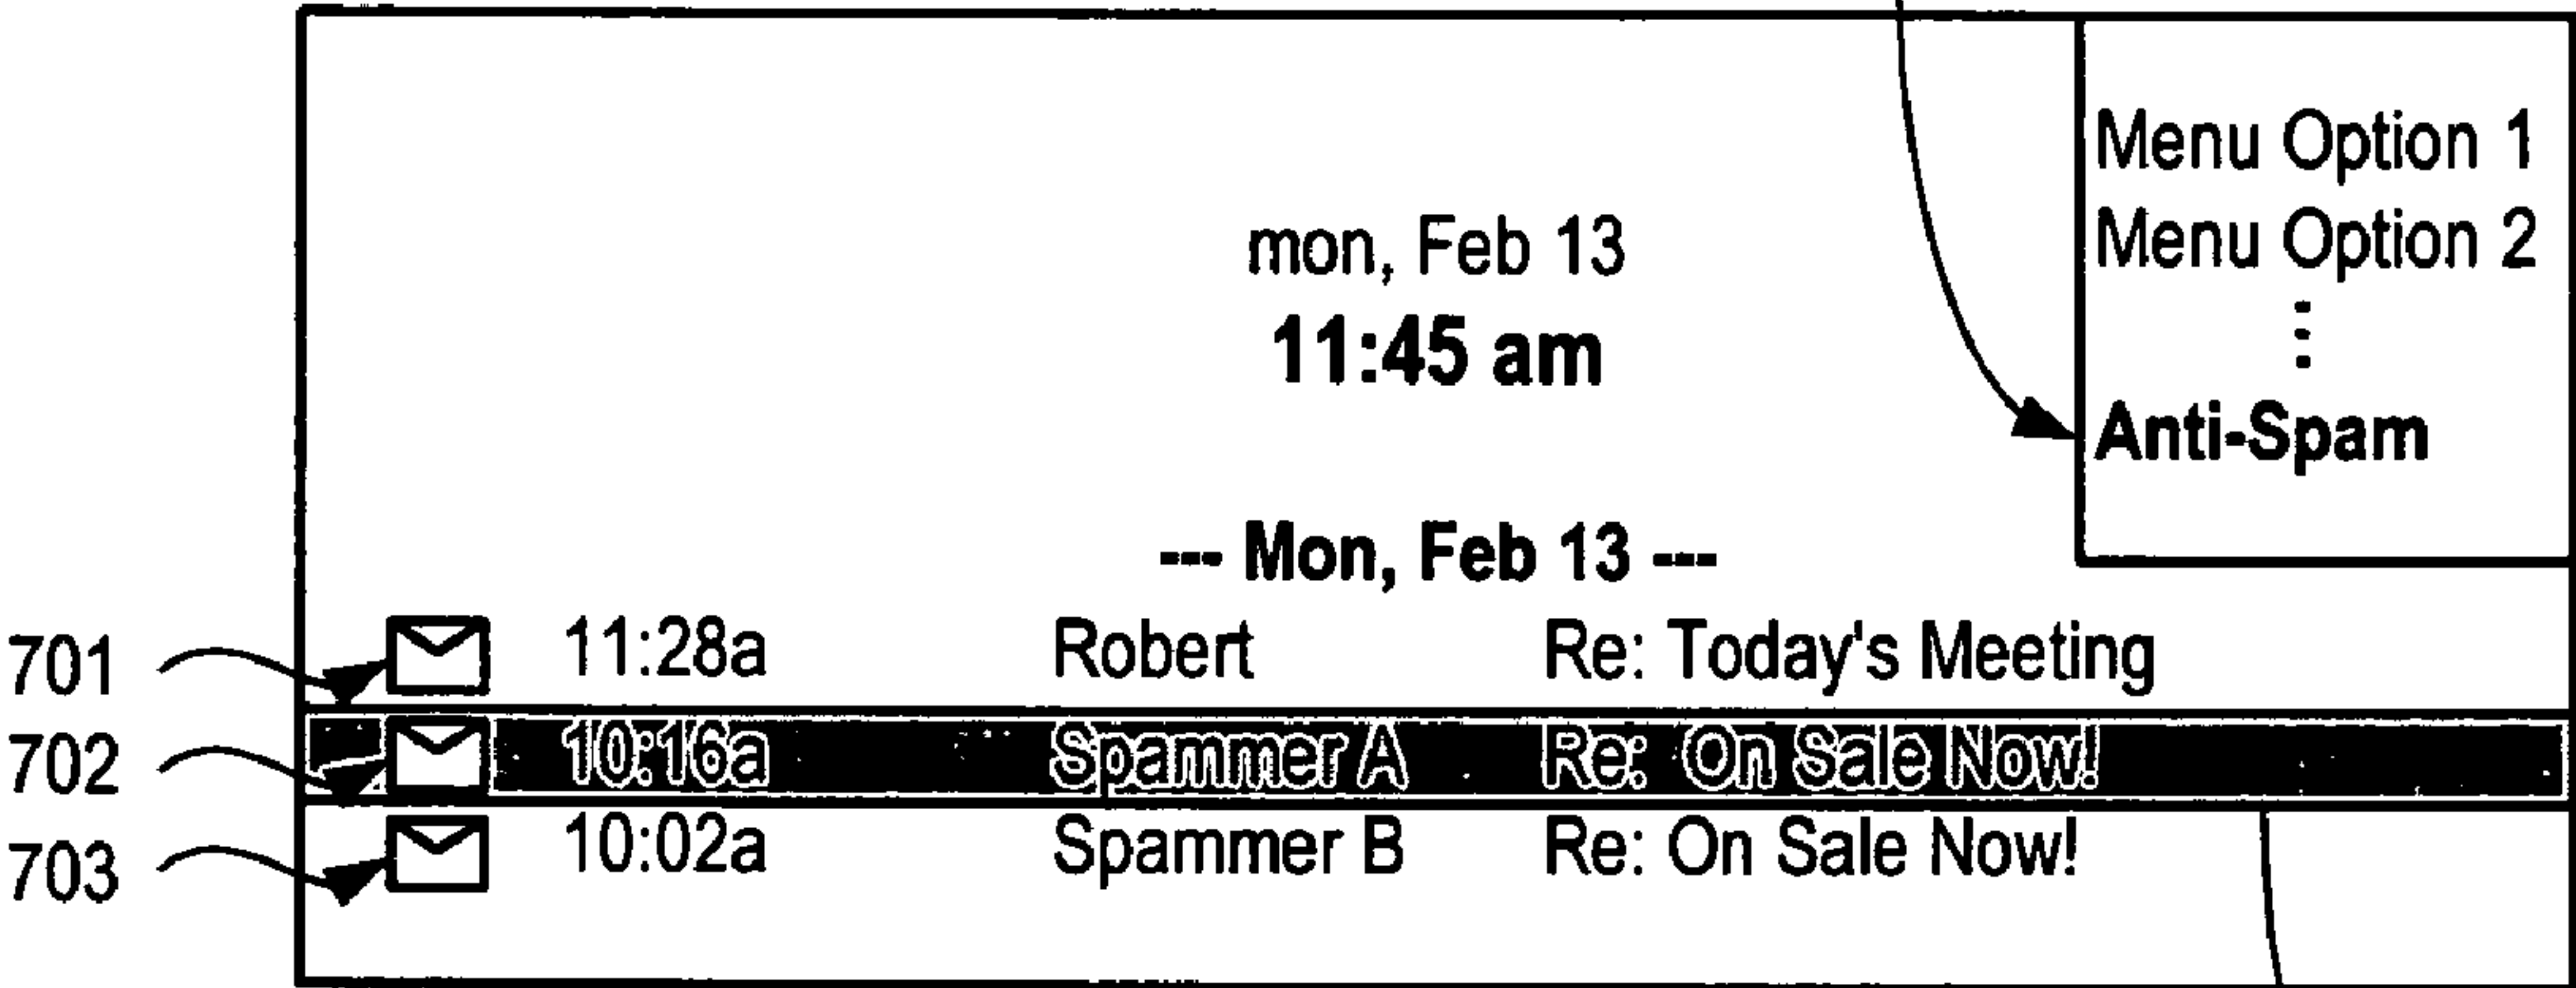 Menu Option 1
Menu Option 2
⋮
Anti-Spam
mon, Feb 13
11:45 am
--- Mon, Feb 13 ---
701 11:28a Robert Re: Today's Meeting
702 10:16a Spammer A Re: On Sale Now!
703 10:02a Spammer B Re: On Sale Now!